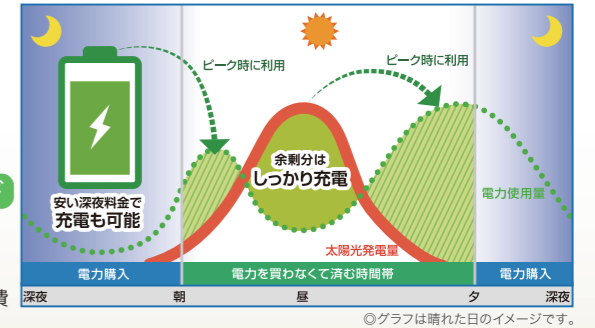 ピーク時に利用
ピーク時に利用
余剰分は
しっかり充電
安い深夜料金で
充電も可能
電力使用量
太陽光発電量
電力購入
電力を買わなくて済む時間帯
電力購入
費
深夜
朝
昼
夕
深夜
◎グラフは晴れた日のイメージです。